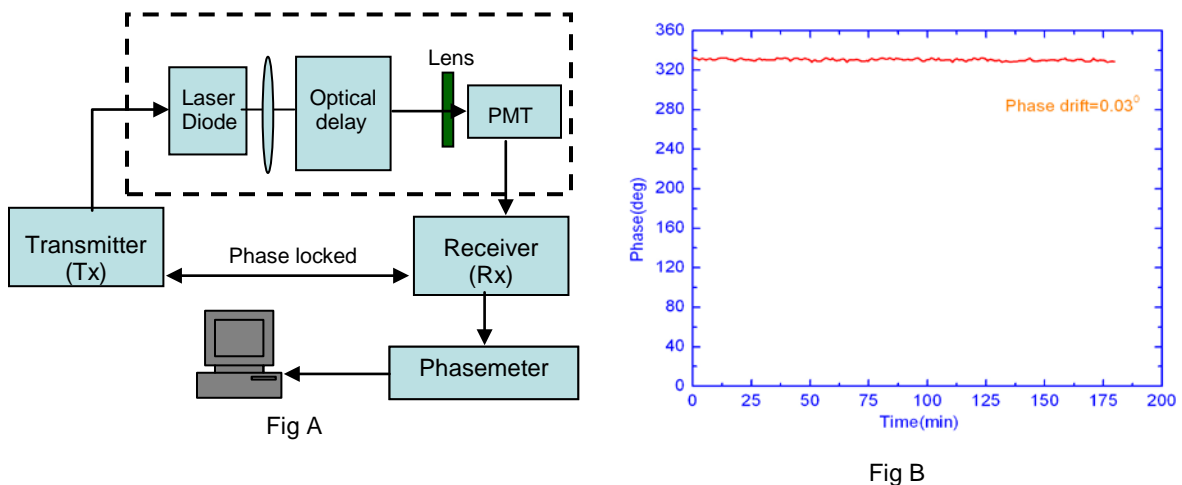 Laser
Diode
Optical
delay
Lens
PMT
Transmitter
(Tx)
Phase locked
Receiver
(Rx)
Phasemeter
Fig A
360
320
280
240
200
160
120
80
40
0
Phase(deg)
Phase drift=0.03⁰
0 25 50 75 100 125 150 175 200
Time(min)
Fig B